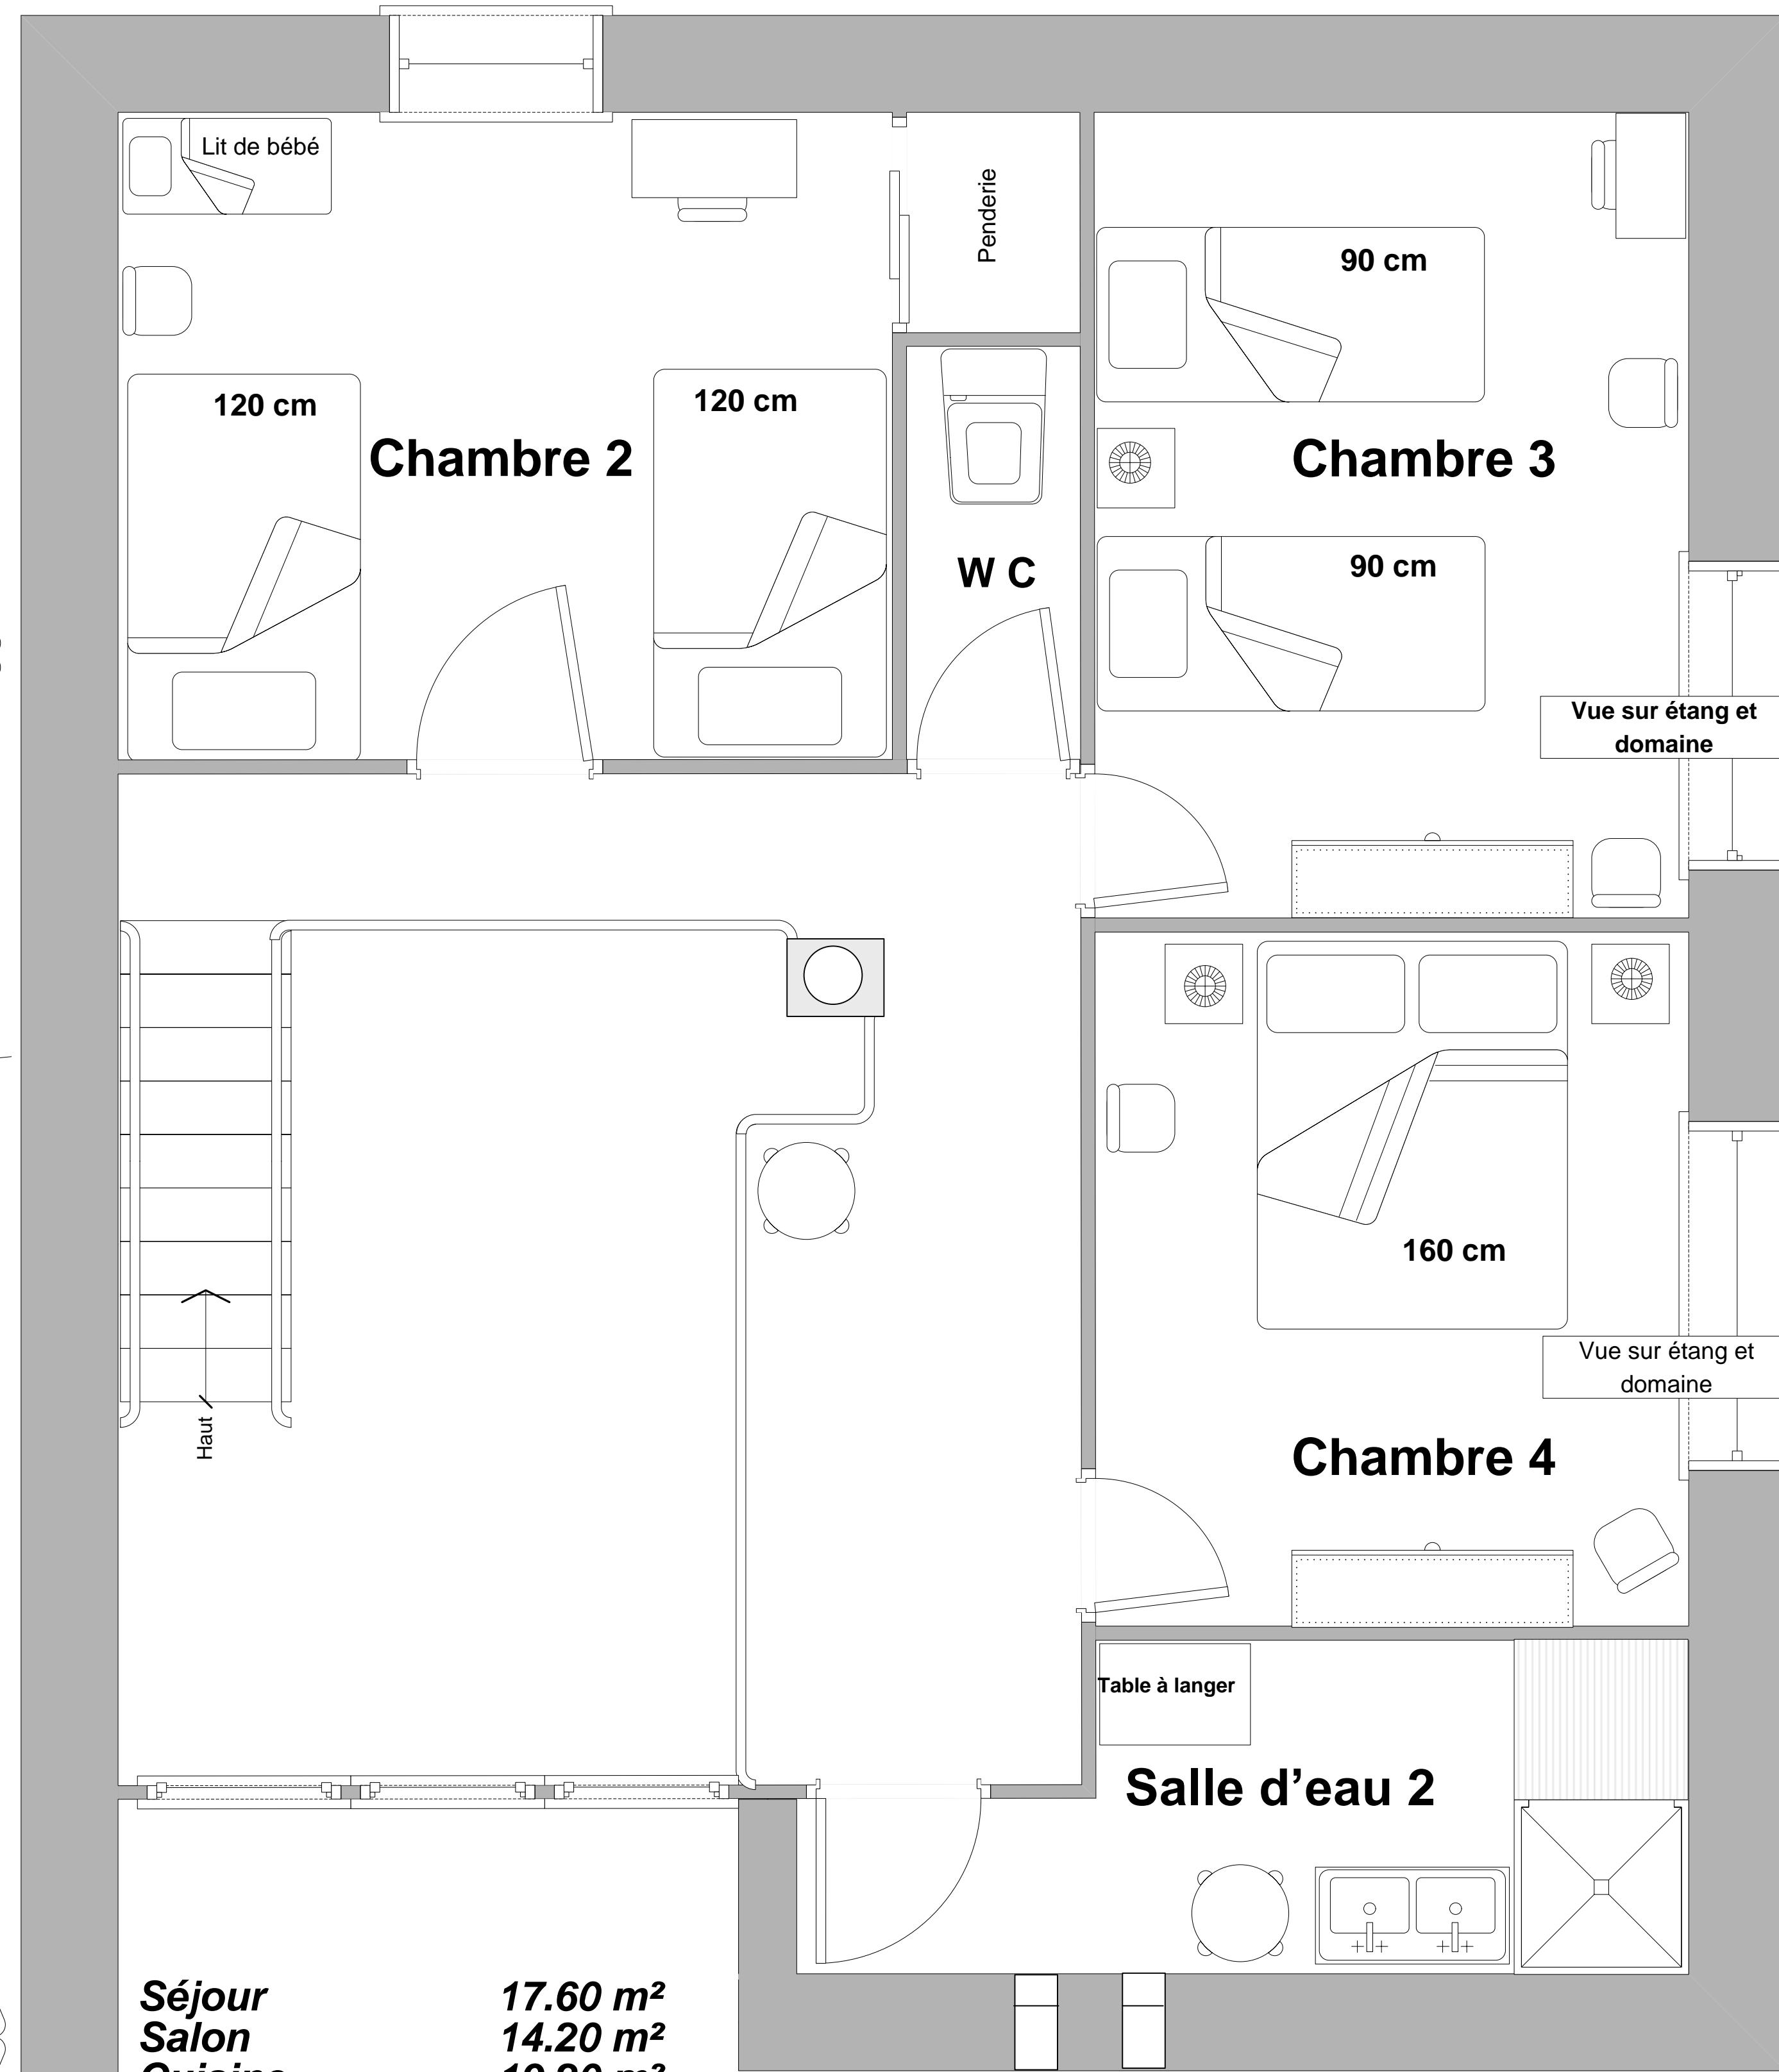 Lit de bébé
Penderie
90 cm
120 cm
120 cm
Chambre 2
Chambre 3
W C
90 cm
Vue sur étang et
domaine
160 cm
Vue sur étang et
domaine
Haut
Chambre 4
Table à langer
Salle d’eau 2
Séjour 17.60 m²
Salon 14.20 m²